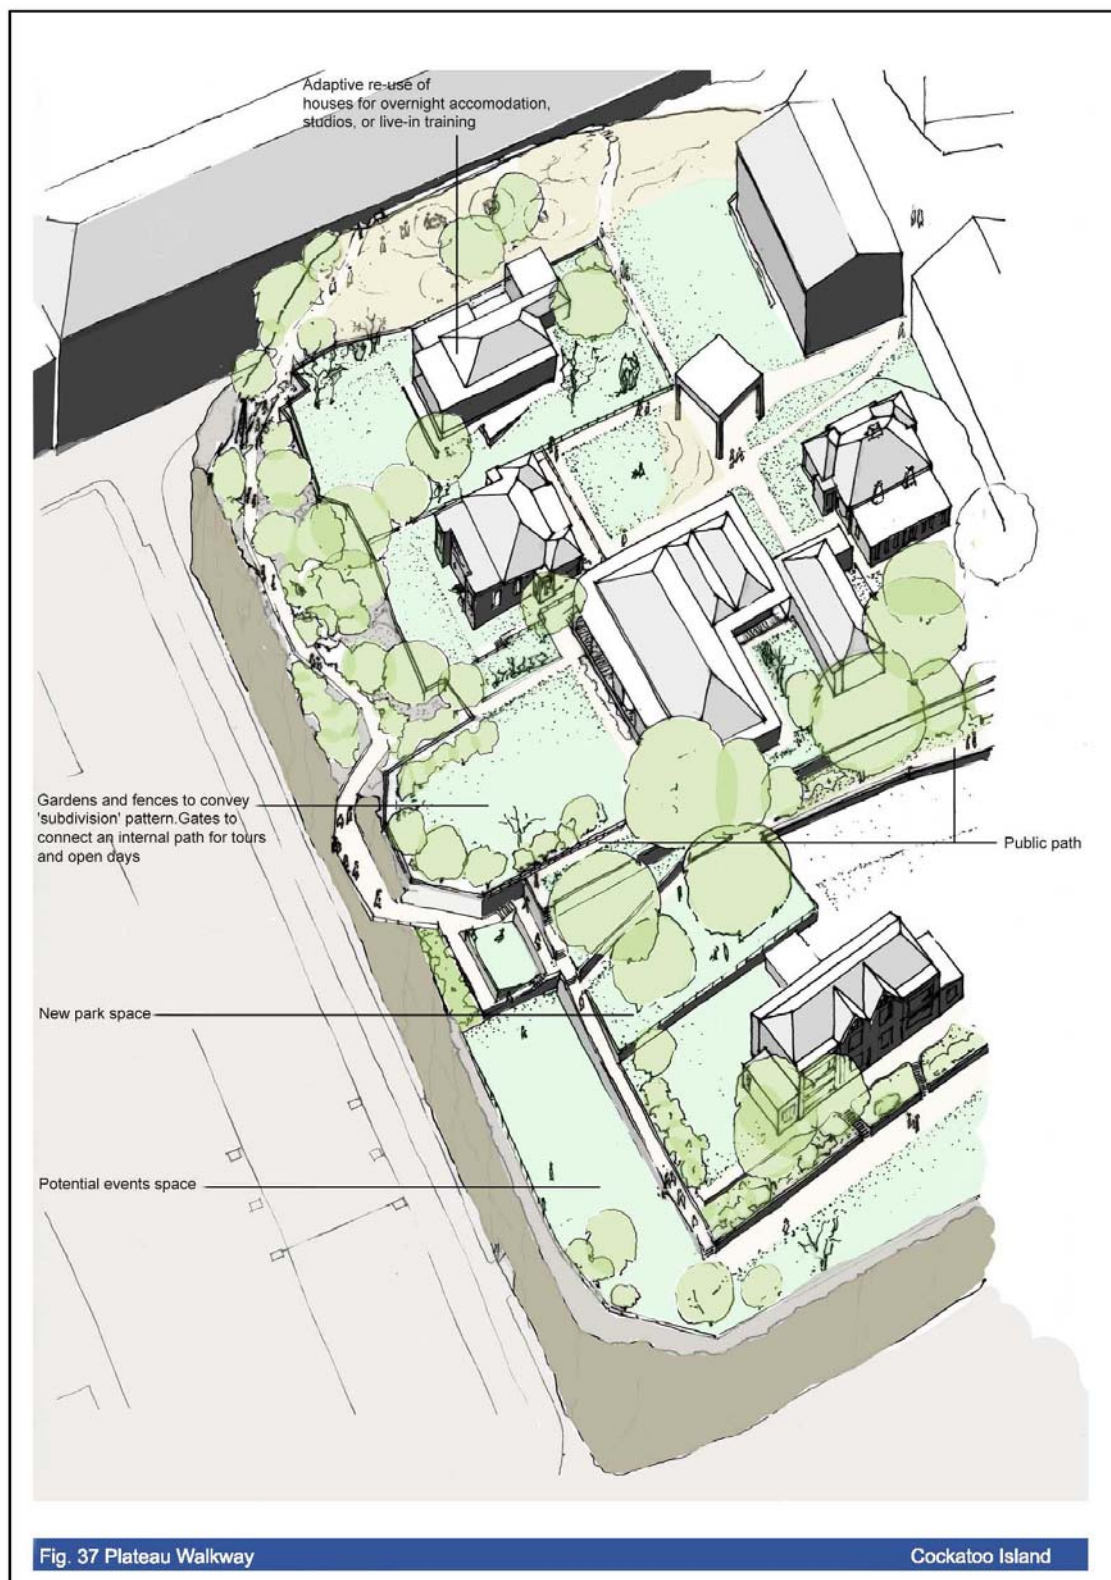 Adaptive re-use of
houses for overnight accomodation,
studios, or live-in training
Gardens and fences to convey
'subdivision' pattern.Gates to
connect an internal path for tours
and open days
Public path
New park space
Potential events space
Fig. 37 Plateau Walkway
Cockatoo Island